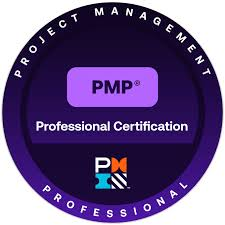 PROJECT MANAGEMENT
PMP®
Professional Certification
PMI
PROFESSIONAL